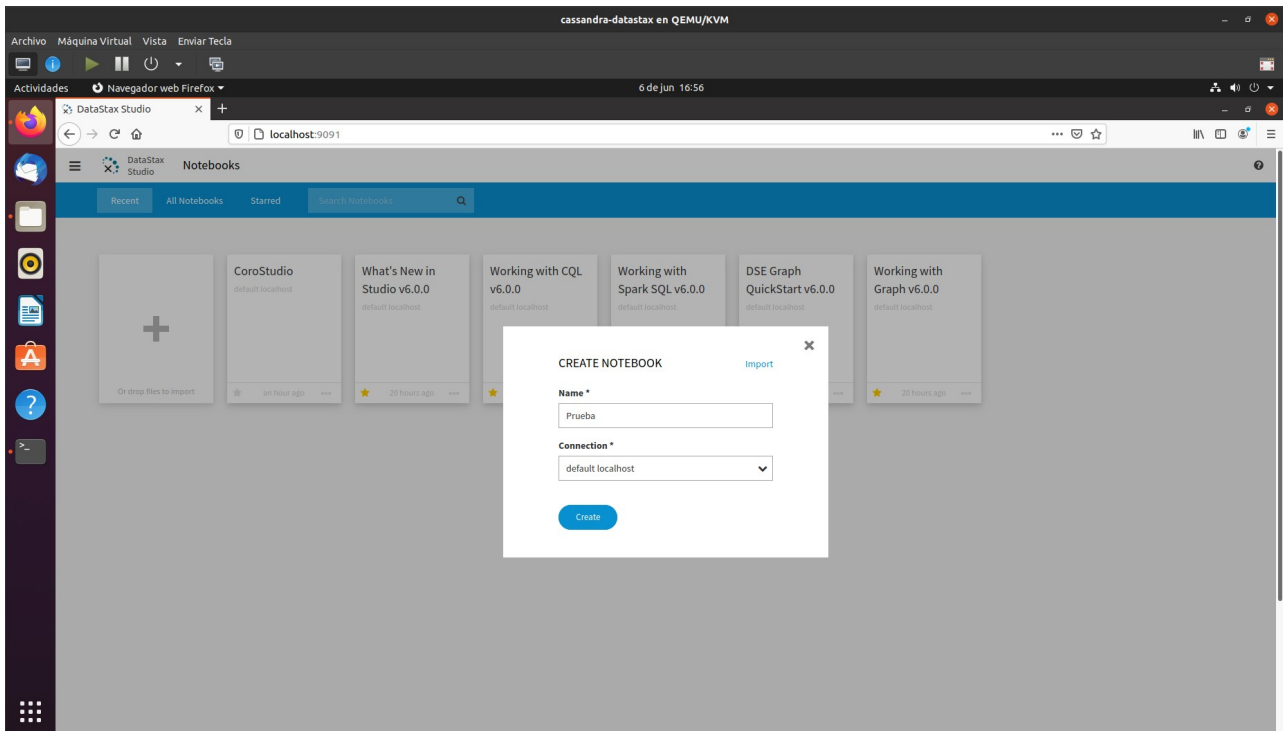 cassandra-datastax en QEMU/KVM
Archivo Máquina Virtual Vista Enviar Tecla
Actividades Navegador web Firefox 6 de jun 16:56
DataStax Studio
localhost:9091
DataStax Studio Notebooks
Recent All Notebooks Starred Search Notebooks
CoroStudio
default localhost
What's New in
Studio v6.0.0
default localhost
Working with CQL
v6.0.0
default localhost
Working with
Spark SQL v6.0.0
default localhost
DSE Graph
QuickStart v6.0.0
default localhost
Working with
Graph v6.0.0
default localhost
Or drop files to import
an hour ago
20 hours ago
20 hours ago
CREATE NOTEBOOK Import
Name *
Prueba
Connection *
default localhost
Create